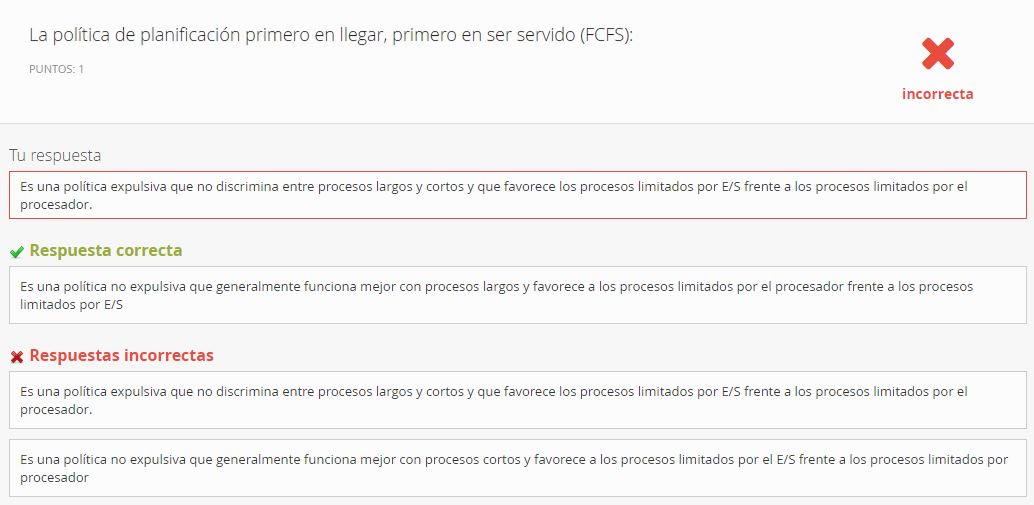 La política de planificación primero en llegar, primero en ser servido (FCFS):
PUNTOS: 1
incorrecta
Tu respuesta
Es una política expulsiva que no discrimina entre procesos largos y cortos y que favorece los procesos limitados por E/S frente a los procesos limitados por el
procesador.
Respuesta correcta
Es una política no expulsiva que generalmente funciona mejor con procesos largos y favorece a los procesos limitados por el procesador frente a los procesos
limitados por E/S
Respuestas incorrectas
Es una política expulsiva que no discrimina entre procesos largos y cortos y que favorece los procesos limitados por E/S frente a los procesos limitados por el
procesador.
Es una política no expulsiva que generalmente funciona mejor con procesos cortos y favorece a los procesos limitados por el E/S frente a los procesos limitados por
procesador